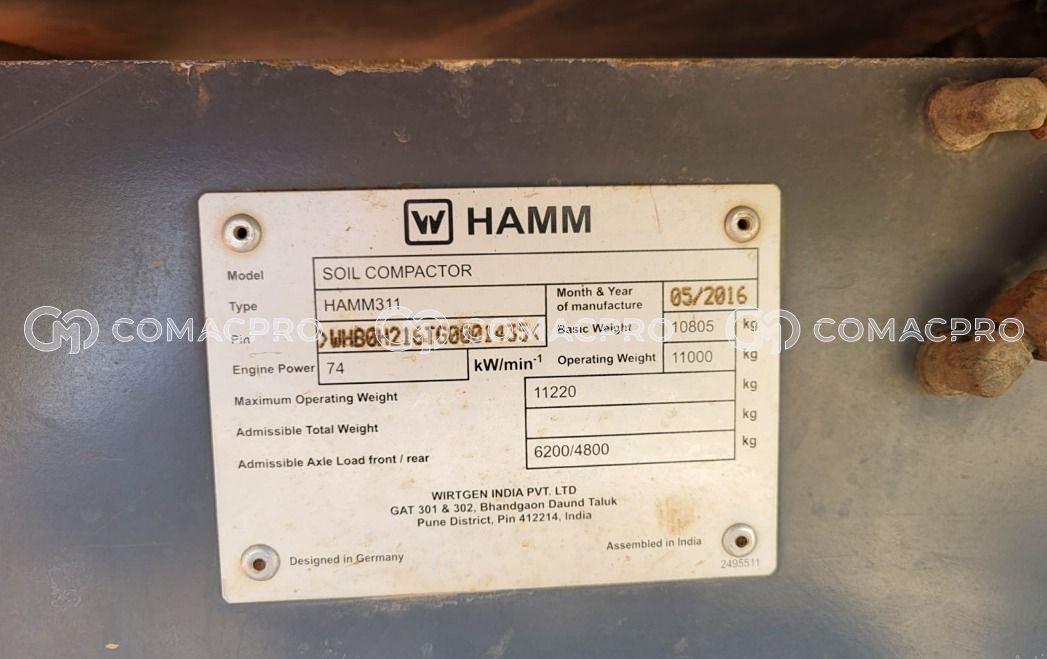 HAMM
Model SOIL COMPACTOR
Type HAMM311 Month & Year of manufacture 05/2016
Pin Basic Weight 10805 kg
Engine Power 74 kW/min-1 Operating Weight 11000 kg
Maximum Operating Weight 11220 kg
Admissible Total Weight kg
Admissible Axle Load front / rear 6200/4800 kg
WIRTGEN INDIA PVT. LTD
GAT 301 & 302, Bhandgaon Daund Taluk
Pune District, Pin 412214, India
Designed in Germany Assembled in India
2495511
COMACPRO COMACPRO COMACPRO